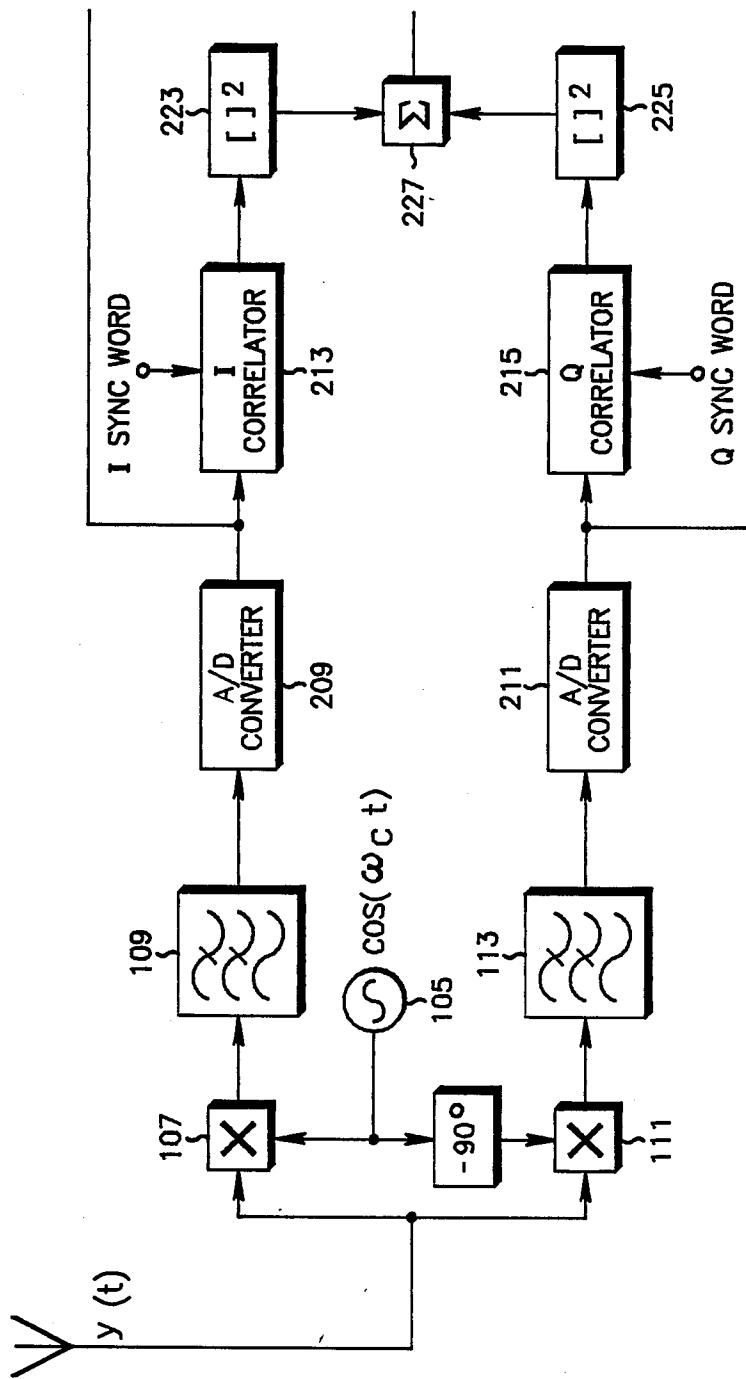 y (t)
107
109
A/D
CONVERTER
209
I SYNC WORD
I
CORRELATOR
213
223
[ ]²
105
COS(ω_C t)
-90°
Σ
227
111
113
A/D
CONVERTER
211
Q
CORRELATOR
215
Q SYNC WORD
[ ]²
225